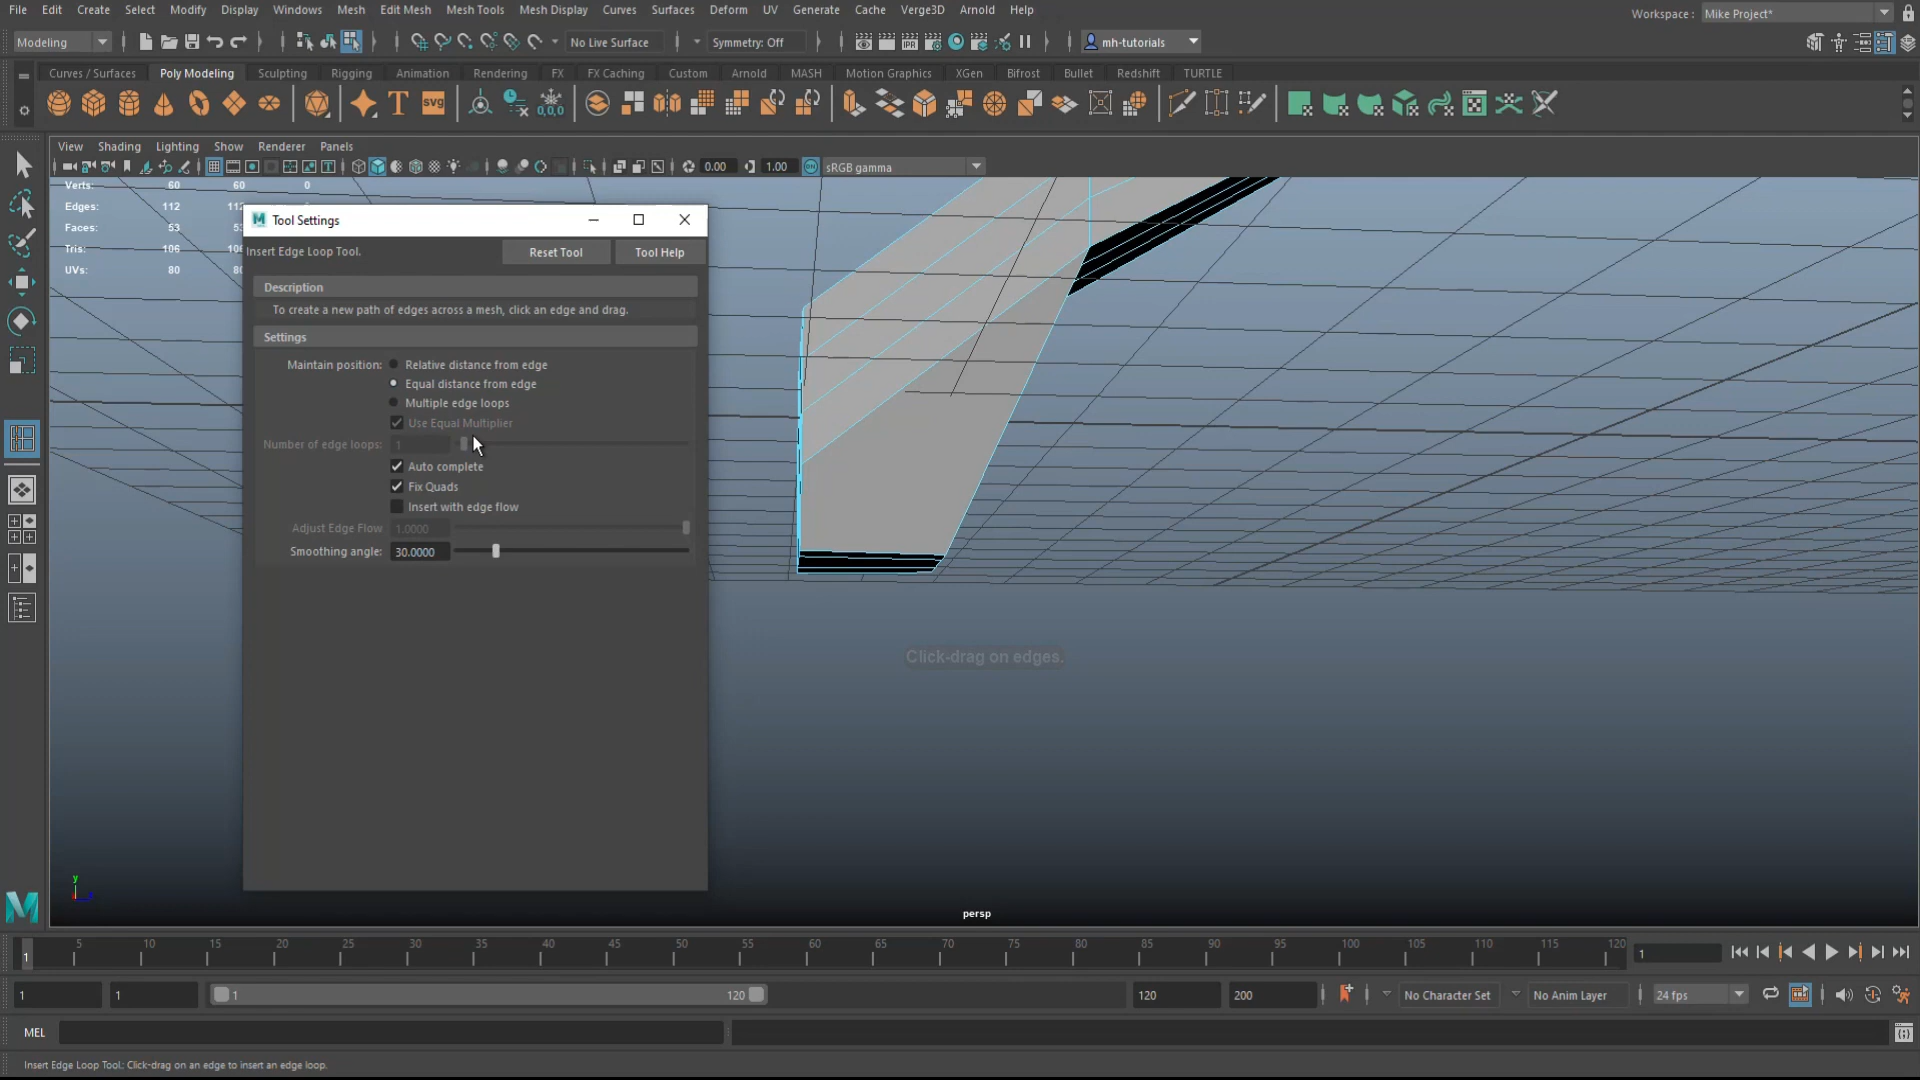 File Edit Create Select Modify Display Windows Mesh Edit Mesh Mesh Tools Mesh Display Curves Surfaces Deform UV Generate Cache Verge3D Arnold Help
Workspace : Mike Project*
Modeling No Live Surface Symmetry: Off IPR mh-tutorials
Curves / Surfaces Poly Modeling Sculpting Rigging Animation Rendering FX FX Caching Custom Arnold MASH Motion Graphics XGen Bifrost Bullet Redshift TURTLE
T SVG 0,0,0
View Shading Lighting Show Renderer Panels
0.00 1.00 ON sRGB gamma
Verts: 60 60 0
Edges: 112 112
Faces: 53
Tris: 106
UVs: 80
Tool Settings
Insert Edge Loop Tool. Reset Tool Tool Help
Description
To create a new path of edges across a mesh, click an edge and drag.
Settings
Maintain position: Relative distance from edge
Equal distance from edge
Multiple edge loops
Use Equal Multiplier
Number of edge loops: 1
Auto complete
Fix Quads
Insert with edge flow
Adjust Edge Flow 1.0000
Smoothing angle: 30.0000
Click-drag on edges.
y
persp
5 10 15 20 25 30 35 40 45 50 55 60 65 70 75 80 85 90 95 100 105 110 115 120
1 1
1 1 1 120 120 200 No Character Set No Anim Layer 24 fps
MEL
Insert Edge Loop Tool: Click-drag on an edge to insert an edge loop.